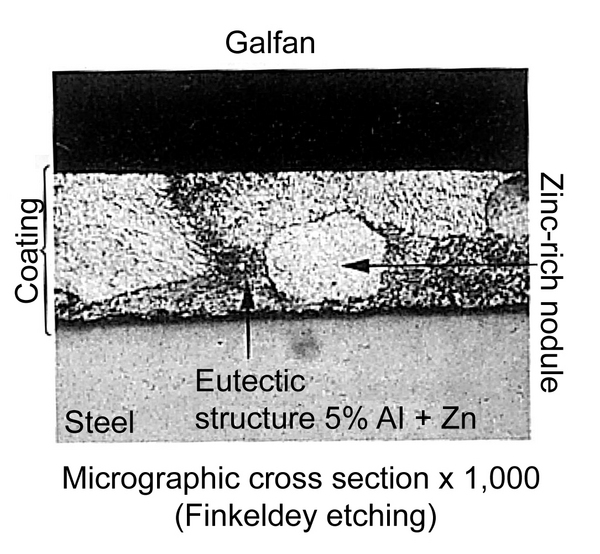 Galfan
Coating
Zinc-rich nodule
Eutectic
structure 5% Al + Zn
Steel
Micrographic cross section x 1,000
(Finkeldey etching)